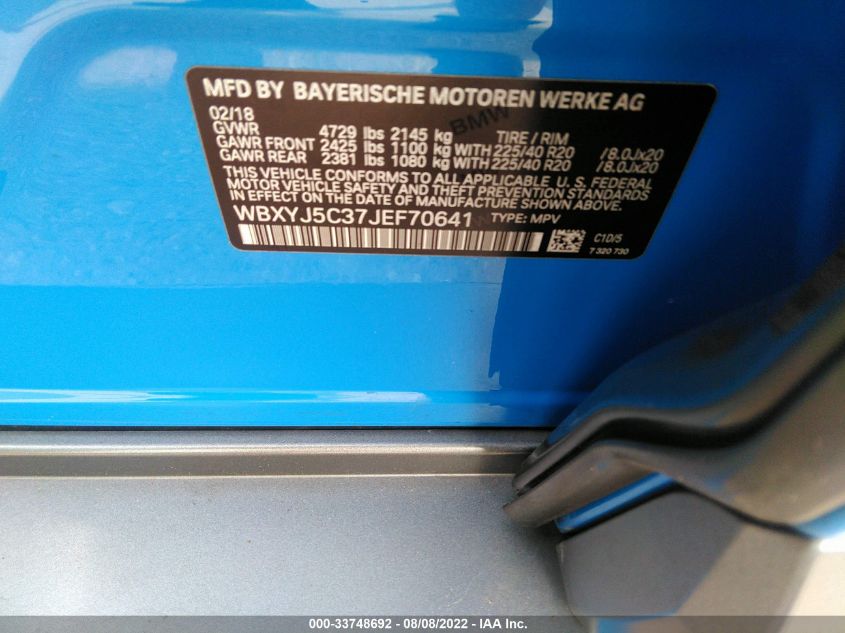 MFD BY BAYERISCHE MOTOREN WERKE AG
02/18
GVWR 4729 lbs 2145 kg TIRE / RIM
GAWR FRONT 2425 lbs 1100 kg WITH 225/40 R20 /8.0Jx20
GAWR REAR 2381 lbs 1080 kg WITH 225/40 R20 /8.0Jx20
THIS VEHICLE CONFORMS TO ALL APPLICABLE U. S. FEDERAL
MOTOR VEHICLE SAFETY AND THEFT PREVENTION STANDARDS
IN EFFECT ON THE DATE OF MANUFACTURE SHOWN ABOVE.
WBXYJ5C37JEF70641 TYPE: MPV
C1D/5
7 320 730
BMW
000-33748692 - 08/08/2022 - IAA Inc.